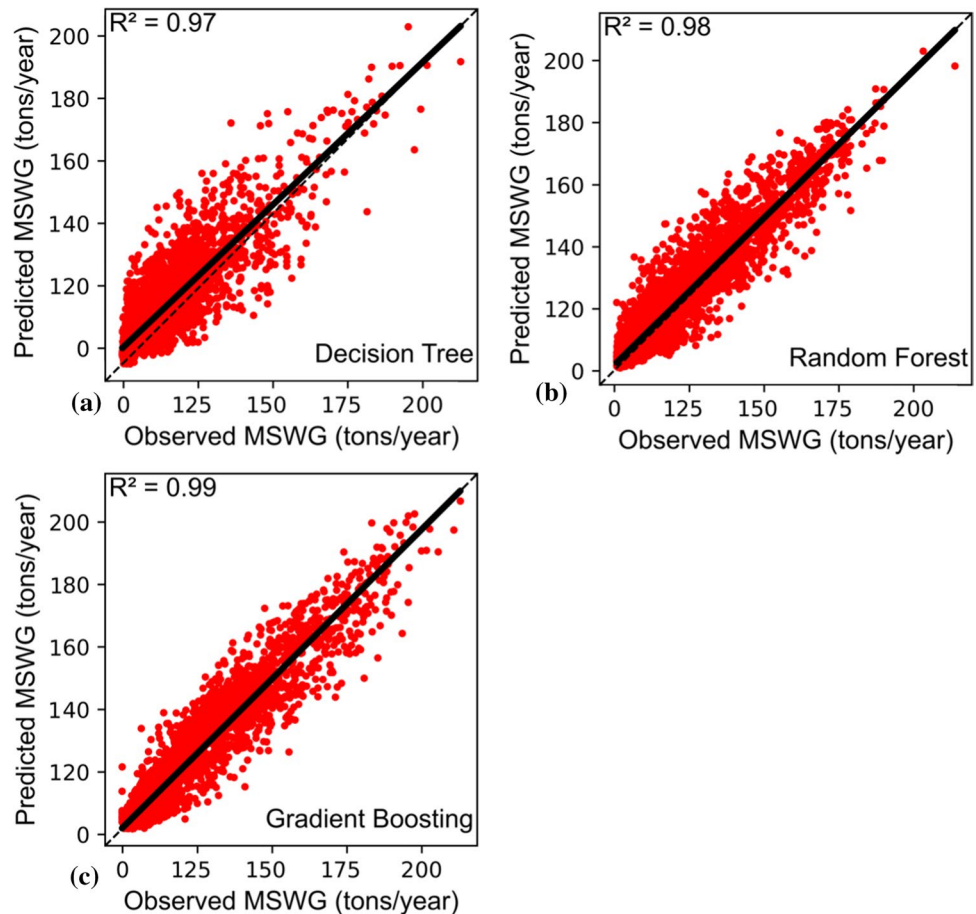 R² = 0.97
Predicted MSWG (tons/year)
200
180
160
140
120
0
Decision Tree
(a)
0 125 150 175 200
Observed MSWG (tons/year)
R² = 0.98
Predicted MSWG (tons/year)
200
180
160
140
120
0
Random Forest
(b)
0 125 150 175 200
Observed MSWG (tons/year)
R² = 0.99
Predicted MSWG (tons/year)
200
180
160
140
120
0
Gradient Boosting
(c)
0 125 150 175 200
Observed MSWG (tons/year)